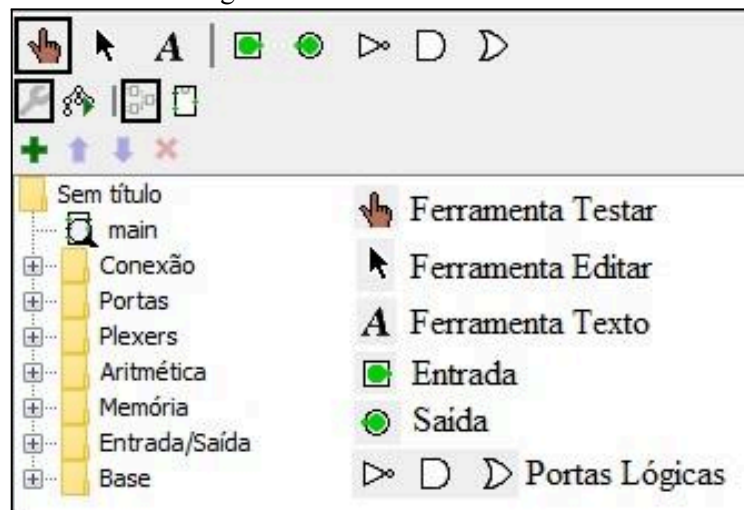 A
Sem título
main
Conexão
Portas
Plexers
Aritmética
Memória
Entrada/Saída
Base
Ferramenta Testar
Ferramenta Editar
A Ferramenta Texto
Entrada
Saída
Portas Lógicas